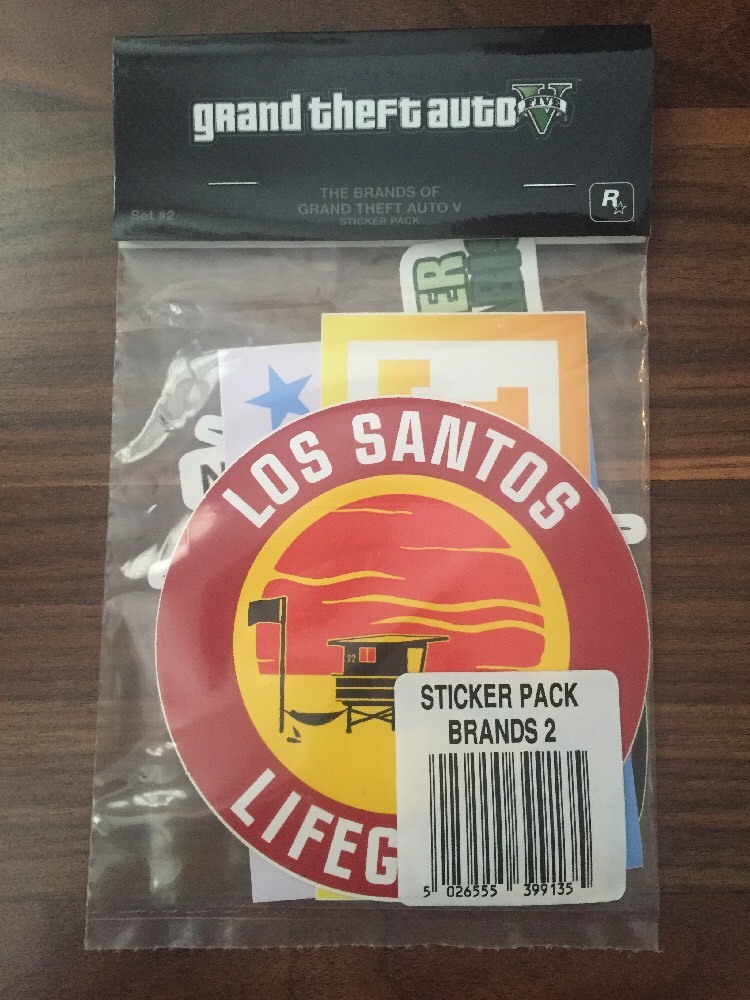 grand theft auto V
FIVE
THE BRANDS OF
GRAND THEFT AUTO V
STICKER PACK
Set #2
R
ER
N
LOS SANTOS
22
LIFEG
STICKER PACK
BRANDS 2
5 026555 399135